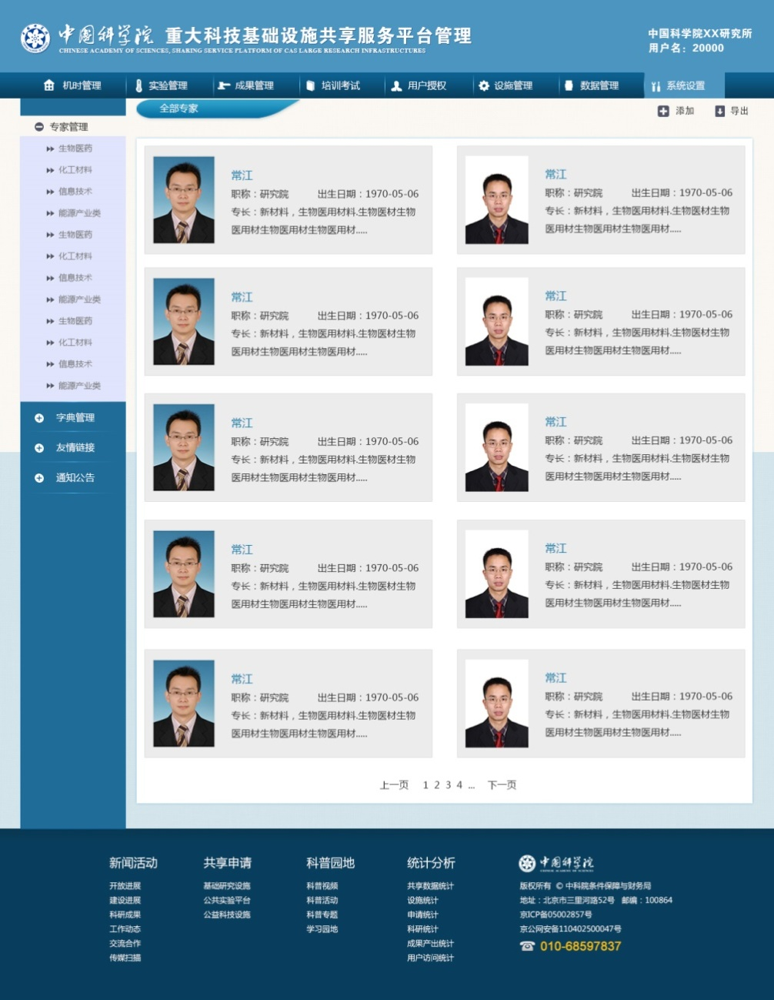 中国科学院 重大科技基础设施共享服务平台管理
CHINESE ACADEMY OF SCIENCES, SHARING SERVICE PLATFORM OF CAS LARGE RESEARCH INFRASTRUCTURES
中国科学院XX研究所
用户名：20000
机时管理 实验管理 成果管理 培训考试 用户授权 设施管理 数据管理 系统设置
全部专家
添加 导出
专家管理
生物医药
化工材料
信息技术
能源产业类
生物医药
化工材料
信息技术
能源产业类
生物医药
化工材料
信息技术
能源产业类
字典管理
友情链接
通知公告
常江
职称：研究院 出生日期：1970-05-06
专长：新材料，生物医用材料.生物医材生物
医用材生物医用材生物医用材.....
常江
职称：研究院 出生日期：1970-05-06
专长：新材料，生物医用材料.生物医材生物
医用材生物医用材生物医用材.....
常江
职称：研究院 出生日期：1970-05-06
专长：新材料，生物医用材料.生物医材生物
医用材生物医用材生物医用材.....
常江
职称：研究院 出生日期：1970-05-06
专长：新材料，生物医用材料.生物医材生物
医用材生物医用材生物医用材.....
常江
职称：研究院 出生日期：1970-05-06
专长：新材料，生物医用材料.生物医材生物
医用材生物医用材生物医用材.....
常江
职称：研究院 出生日期：1970-05-06
专长：新材料，生物医用材料.生物医材生物
医用材生物医用材生物医用材.....
常江
职称：研究院 出生日期：1970-05-06
专长：新材料，生物医用材料.生物医材生物
医用材生物医用材生物医用材.....
常江
职称：研究院 出生日期：1970-05-06
专长：新材料，生物医用材料.生物医材生物
医用材生物医用材生物医用材.....
常江
职称：研究院 出生日期：1970-05-06
专长：新材料，生物医用材料.生物医材生物
医用材生物医用材生物医用材.....
常江
职称：研究院 出生日期：1970-05-06
专长：新材料，生物医用材料.生物医材生物
医用材生物医用材生物医用材.....
上一页 1 2 3 4 ... 下一页
新闻活动
开放进展
建设进展
科研成果
工作动态
交流合作
传媒扫描
共享申请
基础研究设施
公共实验平台
公益科技设施
科普园地
科普视频
科普活动
科普专题
学习园地
统计分析
共享数据统计
设施统计
申请统计
科研统计
成果产出统计
用户访问统计
中国科学院
版权所有 © 中科院条件保障与财务局
地址：北京市三里河路52号 邮编：100864
京ICP备05002857号
京公网安备110402500047号
010-68597837